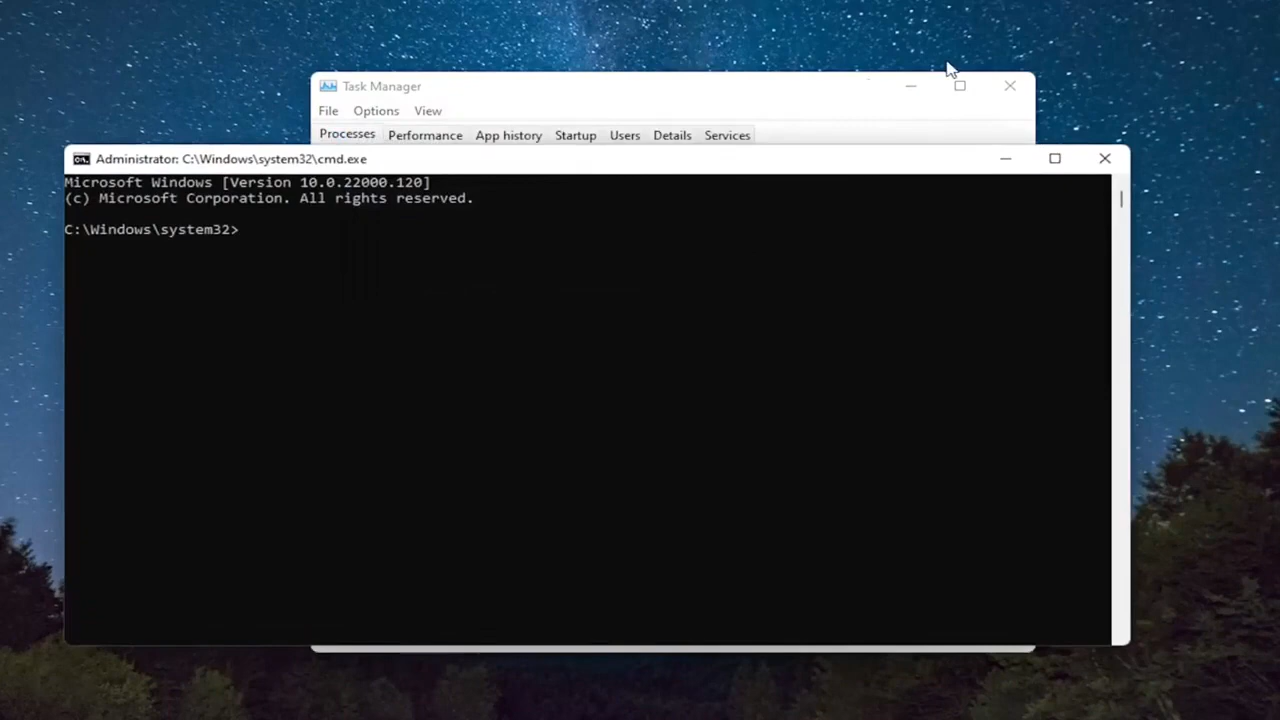 Task Manager
File Options View
Processes Performance App history Startup Users Details Services
Administrator: C:\Windows\system32\cmd.exe
Microsoft Windows [Version 10.0.22000.120]
(c) Microsoft Corporation. All rights reserved.
C:\Windows\system32>